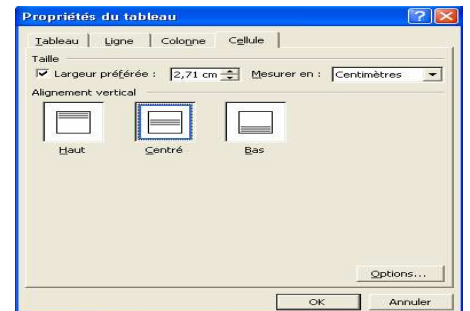 Propriétés du tableau
Tableau Ligne Colonne Cellule
Taille
Largeur préférée : 2,71 cm Mesurer en : Centimètres
Alignement vertical
Haut Centré Bas
Options...
OK Annuler